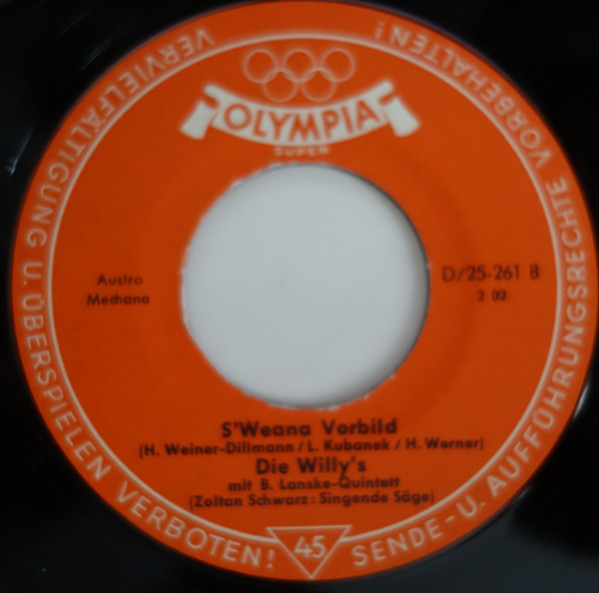 VERVIELFÄLTIGUNG U. ÜBERSPIELEN VERBOTEN!
SENDE-U. AUFFÜHRUNGSRECHTE VORBEHALTEN!
OLYMPIA
SUPER
Austro
Mechana
D/25-261 B
2 02
S'Weana Vorbild
(H. Weiner-Dillmann / L. Kubanek / H. Werner)
Die Willy's
mit B. Lanske-Quintett
(Zoltan Schwarz: Singende Säge)
45